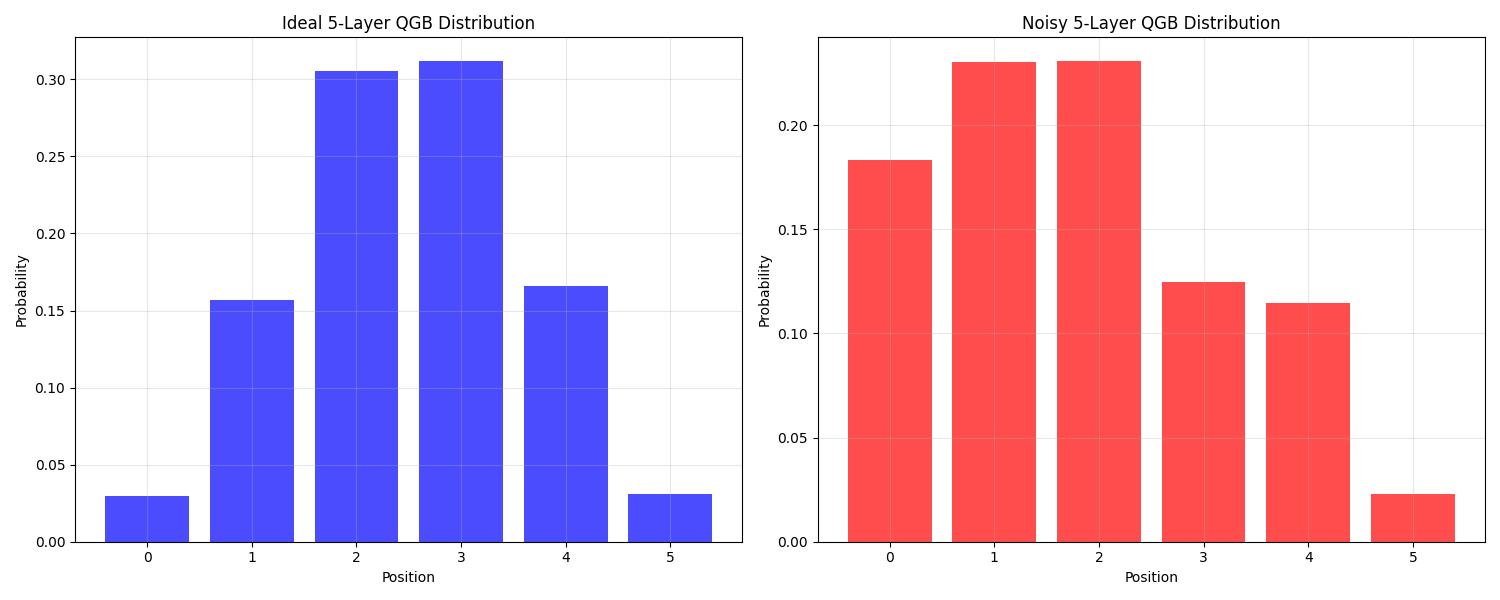 Ideal 5-Layer QGB Distribution
Probability
0.30
0.25
0.20
0.15
0.10
0.05
0.00
0 1 2 3 4 5
Position
Noisy 5-Layer QGB Distribution
Probability
0.20
0.15
0.10
0.05
0.00
0 1 2 3 4 5
Position